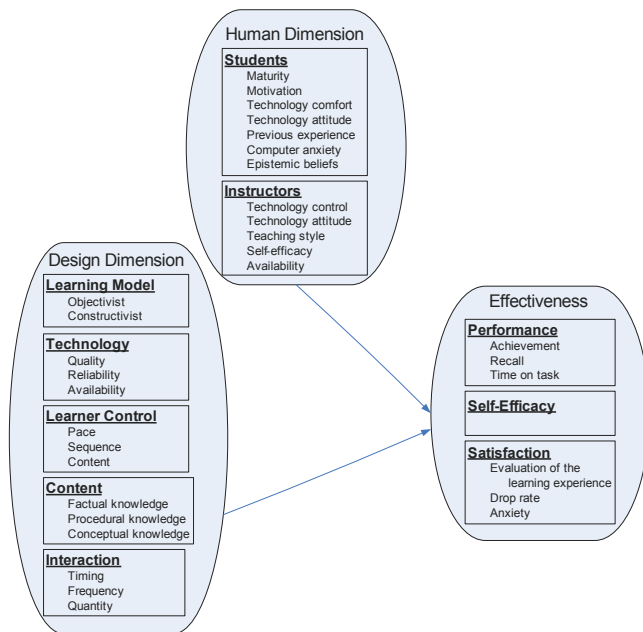 Human Dimension
Students
Maturity
Motivation
Technology comfort
Technology attitude
Previous experience
Computer anxiety
Epistemic beliefs
Instructors
Technology control
Technology attitude
Teaching style
Self-efficacy
Availability
Design Dimension
Learning Model
Objectivist
Constructivist
Technology
Quality
Reliability
Availability
Learner Control
Pace
Sequence
Content
Content
Factual knowledge
Procedural knowledge
Conceptual knowledge
Interaction
Timing
Frequency
Quantity
Effectiveness
Performance
Achievement
Recall
Time on task
Self-Efficacy
Satisfaction
Evaluation of the
learning experience
Drop rate
Anxiety